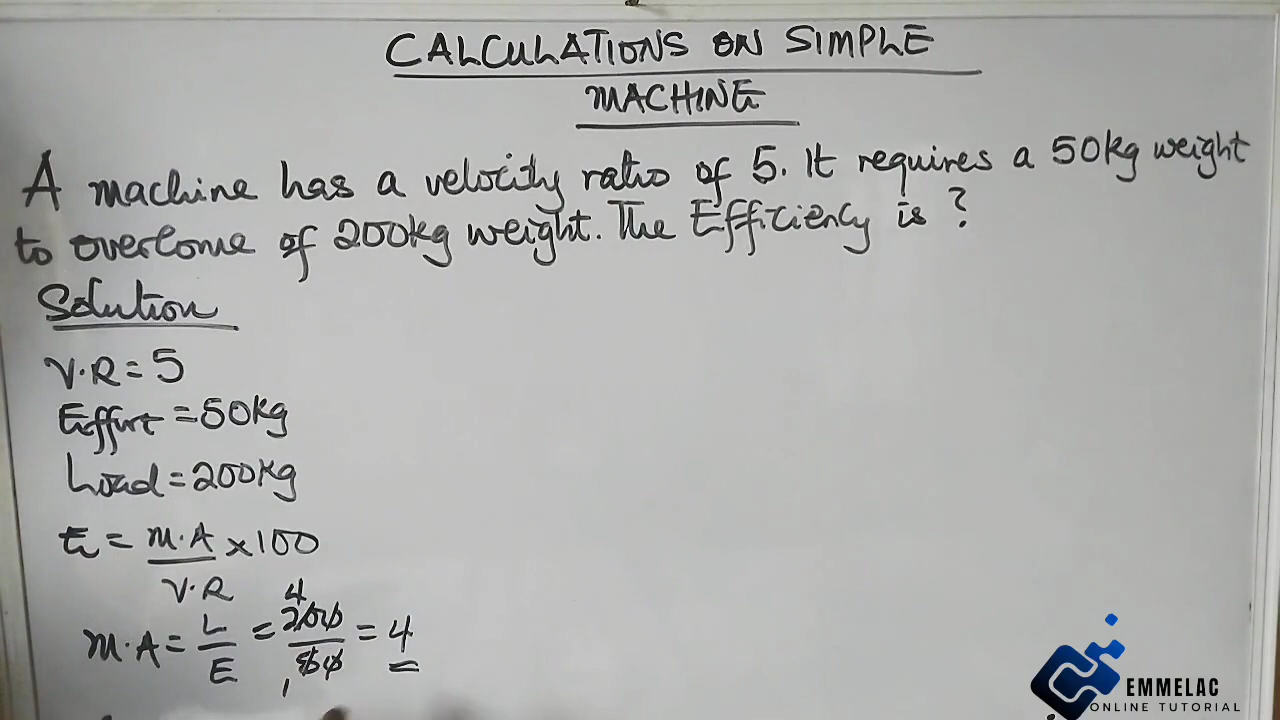 CALCULATIONS ON SIMPLE
MACHINE
A machine has a velocity ratio of 5. It requires a 50kg weight
to overcome of 200kg weight. The Efficiency is ?
Solution
V.R = 5
Effort = 50kg
Load = 200kg
E = M.A/V.R × 100
M.A = L/E = 200/50 = 4
4
1
EMMELAC
ONLINE TUTORIAL